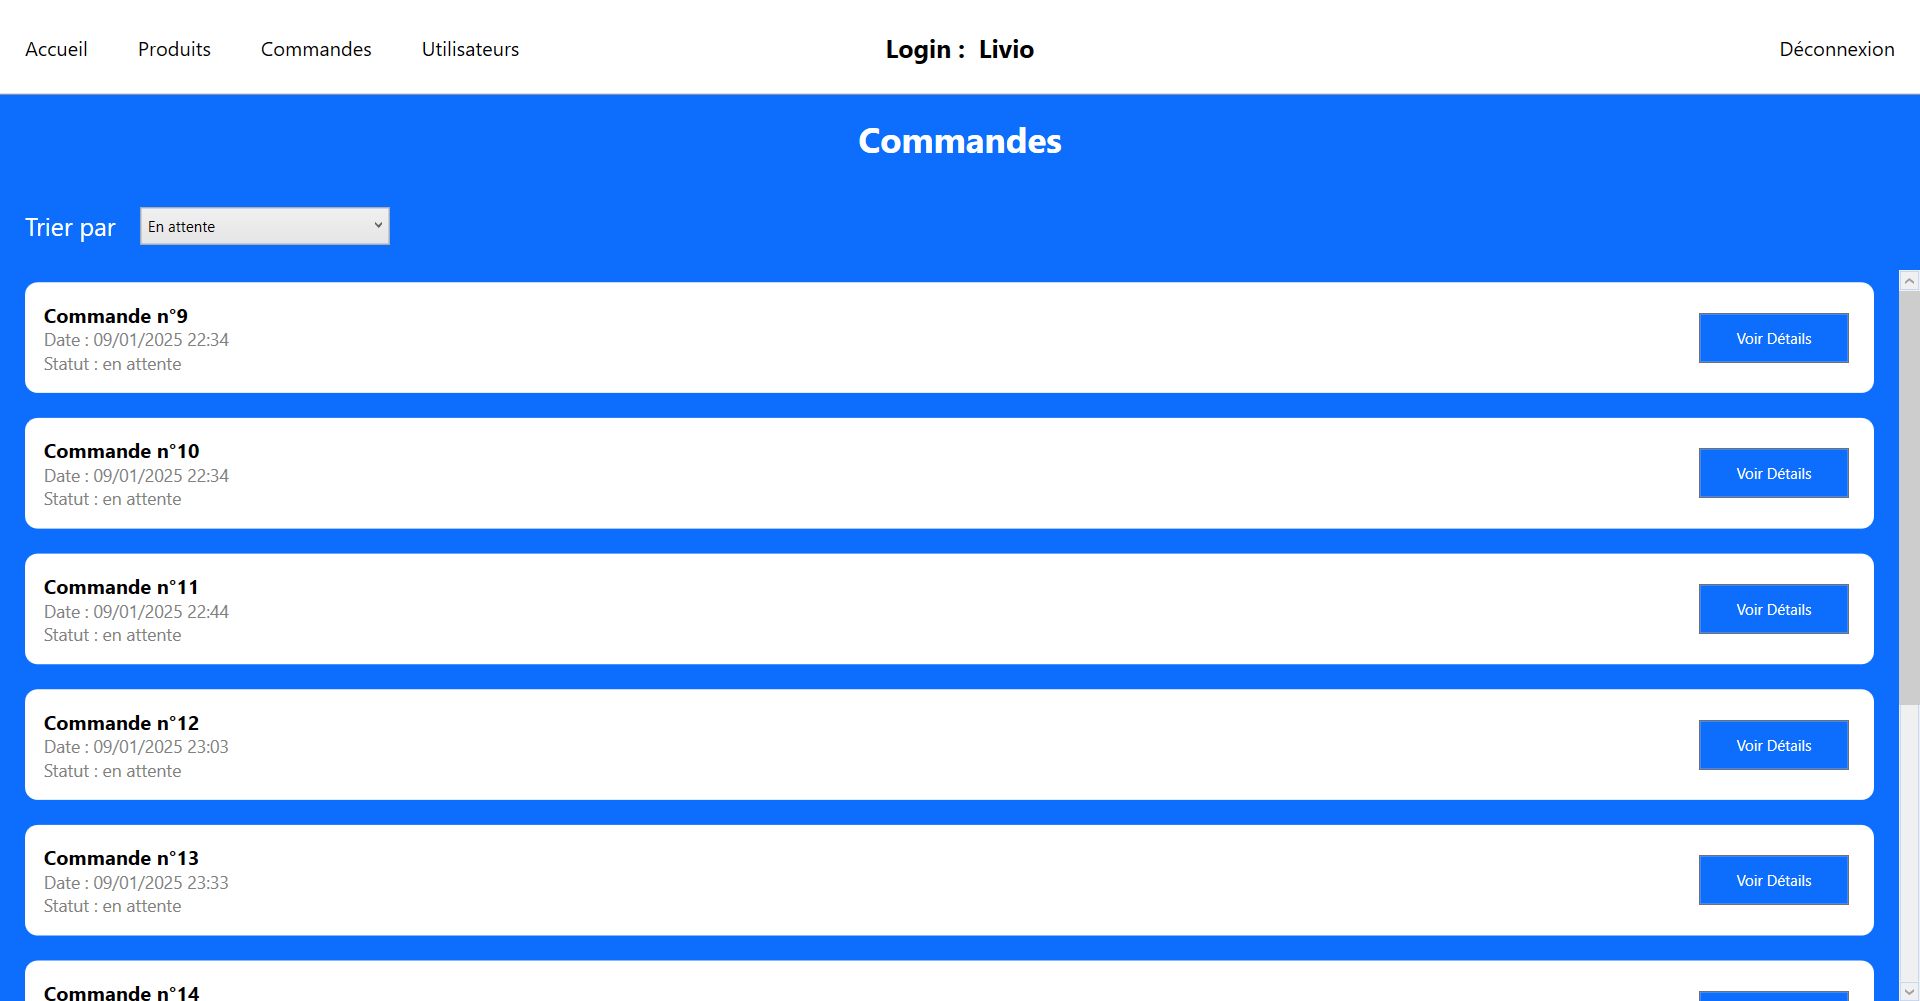 Accueil Produits Commandes Utilisateurs Login : Livio Déconnexion
Commandes
Trier par En attente
Commande n°9
Date : 09/01/2025 22:34
Statut : en attente
Voir Détails
Commande n°10
Date : 09/01/2025 22:34
Statut : en attente
Voir Détails
Commande n°11
Date : 09/01/2025 22:44
Statut : en attente
Voir Détails
Commande n°12
Date : 09/01/2025 23:03
Statut : en attente
Voir Détails
Commande n°13
Date : 09/01/2025 23:33
Statut : en attente
Voir Détails
Commande n°14